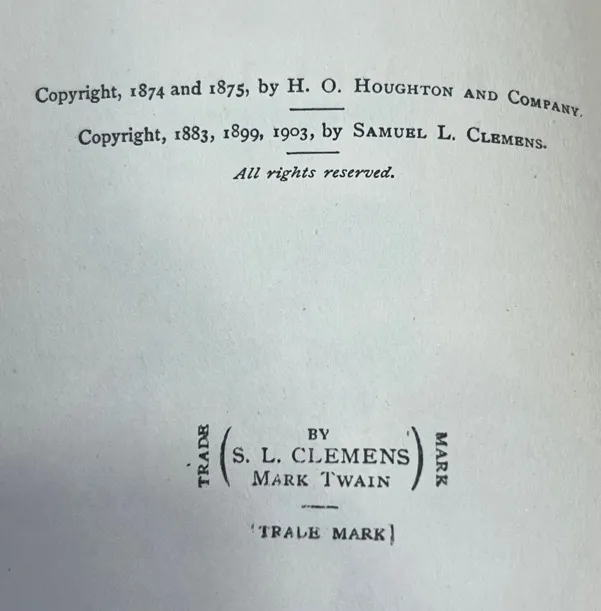 Copyright, 1874 and 1875, by H. O. HOUGHTON AND COMPANY.
Copyright, 1883, 1899, 1903, by SAMUEL L. CLEMENS.
All rights reserved.
TRADE
BY
S. L. CLEMENS
MARK TWAIN
MARK
TRADE MARK]